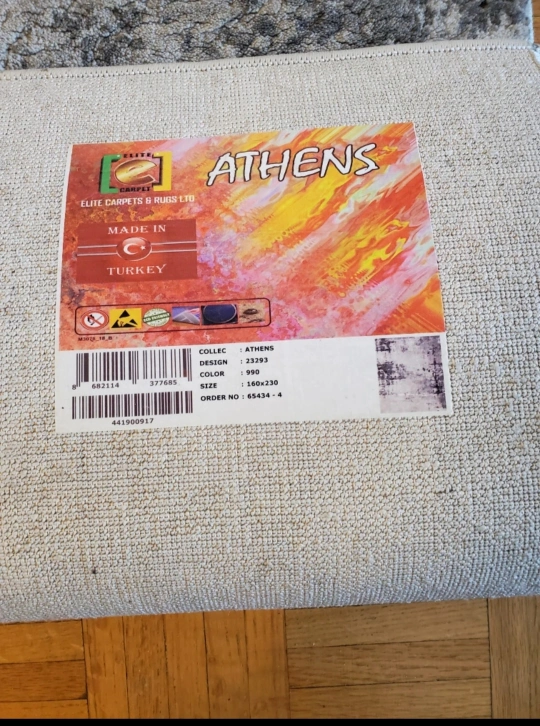 ELITE
CARPET
ELITE CARPETS & RUGS LTD
ATHENS
MADE IN
TURKEY
COLLEC : ATHENS
DESIGN : 23293
COLOR : 990
SIZE : 160x230
ORDER NO : 65434 - 4
8 682114 377685
441900917